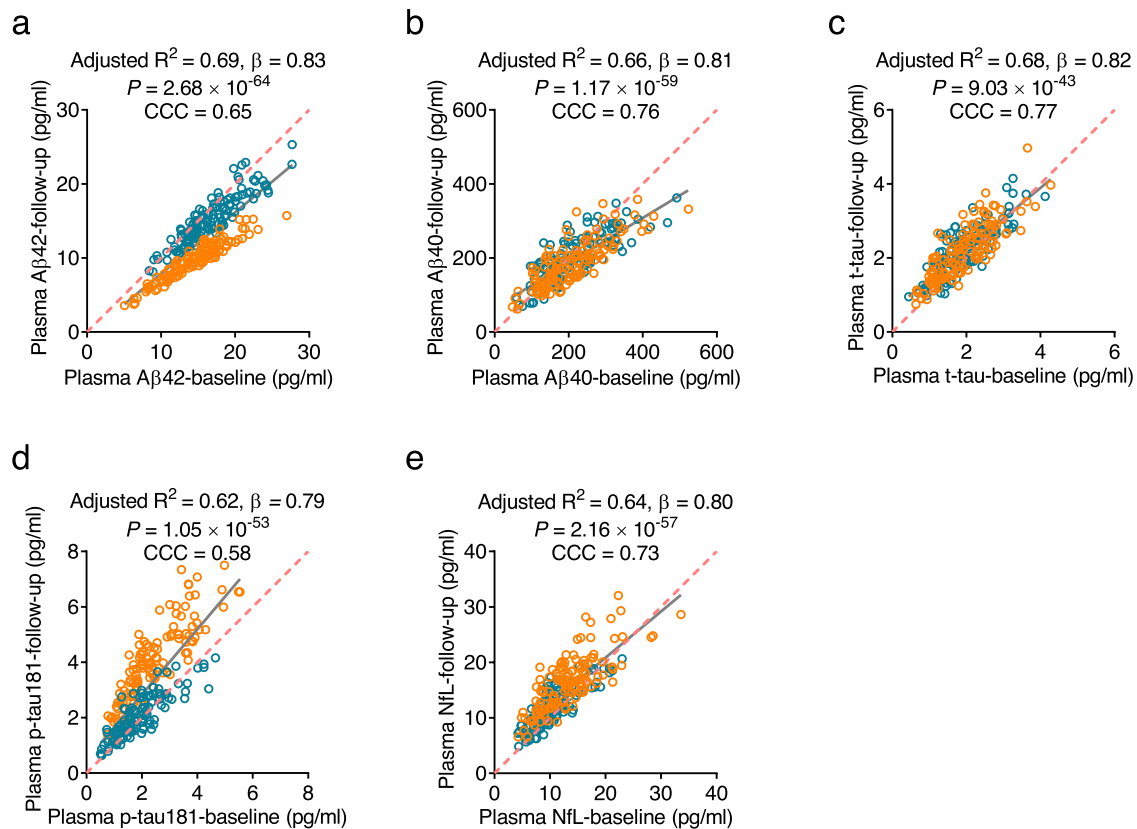 a
Adjusted R² = 0.69, β = 0.83
P = 2.68 × 10⁻⁶⁴
CCC = 0.65
Plasma Aβ42-follow-up (pg/ml)
30
20
10
0
0 10 20 30
Plasma Aβ42-baseline (pg/ml)
b
Adjusted R² = 0.66, β = 0.81
P = 1.17 × 10⁻⁵⁹
CCC = 0.76
Plasma Aβ40-follow-up (pg/ml)
600
400
200
0
0 200 400 600
Plasma Aβ40-baseline (pg/ml)
c
Adjusted R² = 0.68, β = 0.82
P = 9.03 × 10⁻⁴³
CCC = 0.77
Plasma t-tau-follow-up (pg/ml)
6
4
2
0
0 2 4 6
Plasma t-tau-baseline (pg/ml)
d
Adjusted R² = 0.62, β = 0.79
P = 1.05 × 10⁻⁵³
CCC = 0.58
Plasma p-tau181-follow-up (pg/ml)
8
6
4
2
0
0 2 4 6 8
Plasma p-tau181-baseline (pg/ml)
e
Adjusted R² = 0.64, β = 0.80
P = 2.16 × 10⁻⁵⁷
CCC = 0.73
Plasma NfL-follow-up (pg/ml)
40
30
20
10
0
0 10 20 30 40
Plasma NfL-baseline (pg/ml)